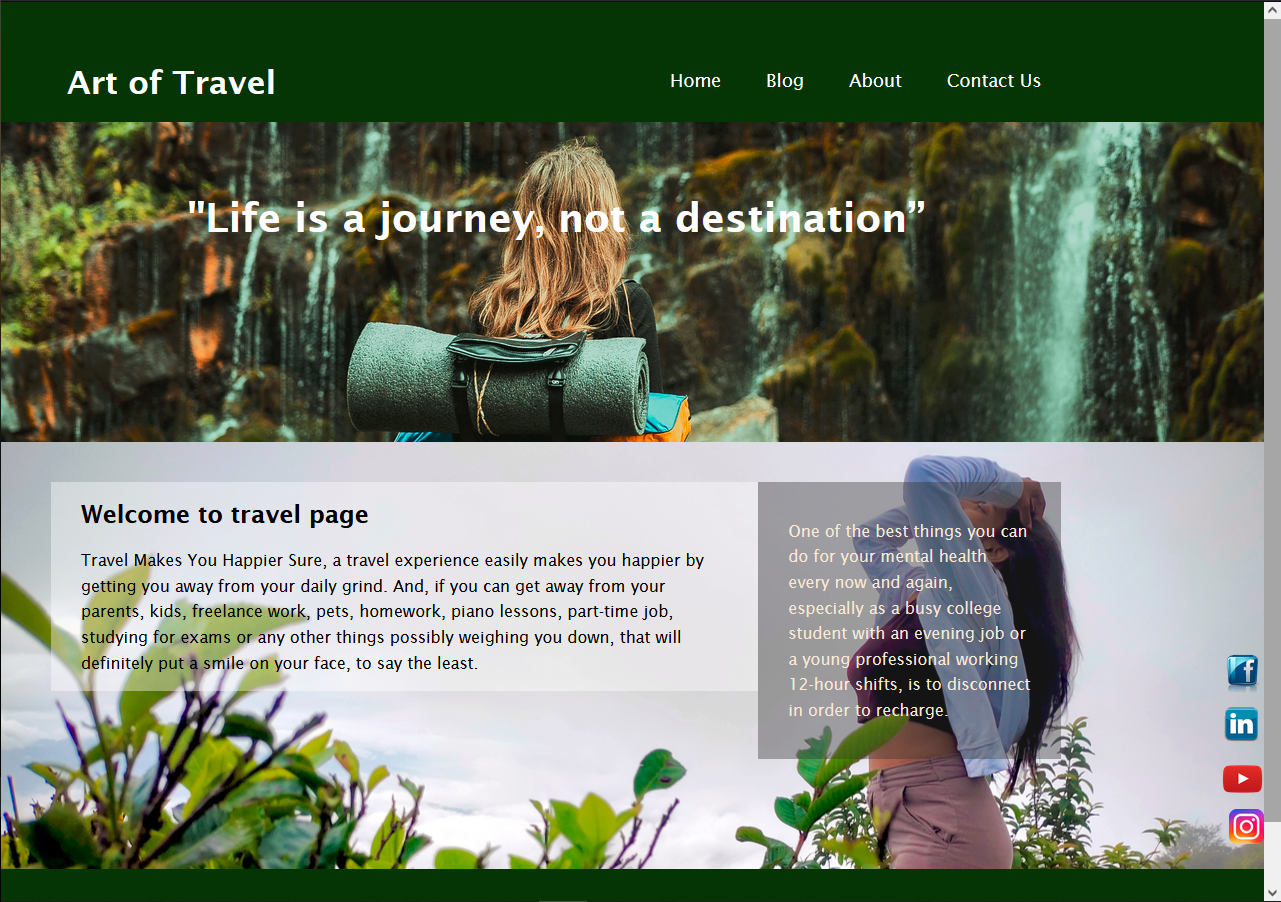 Art of Travel
Home Blog About Contact Us
"Life is a journey, not a destination”
Welcome to travel page
Travel Makes You Happier Sure, a travel experience easily makes you happier by
getting you away from your daily grind. And, if you can get away from your
parents, kids, freelance work, pets, homework, piano lessons, part-time job,
studying for exams or any other things possibly weighing you down, that will
definitely put a smile on your face, to say the least.
One of the best things you can
do for your mental health
every now and again,
especially as a busy college
student with an evening job or
a young professional working
12-hour shifts, is to disconnect
in order to recharge.
f
in